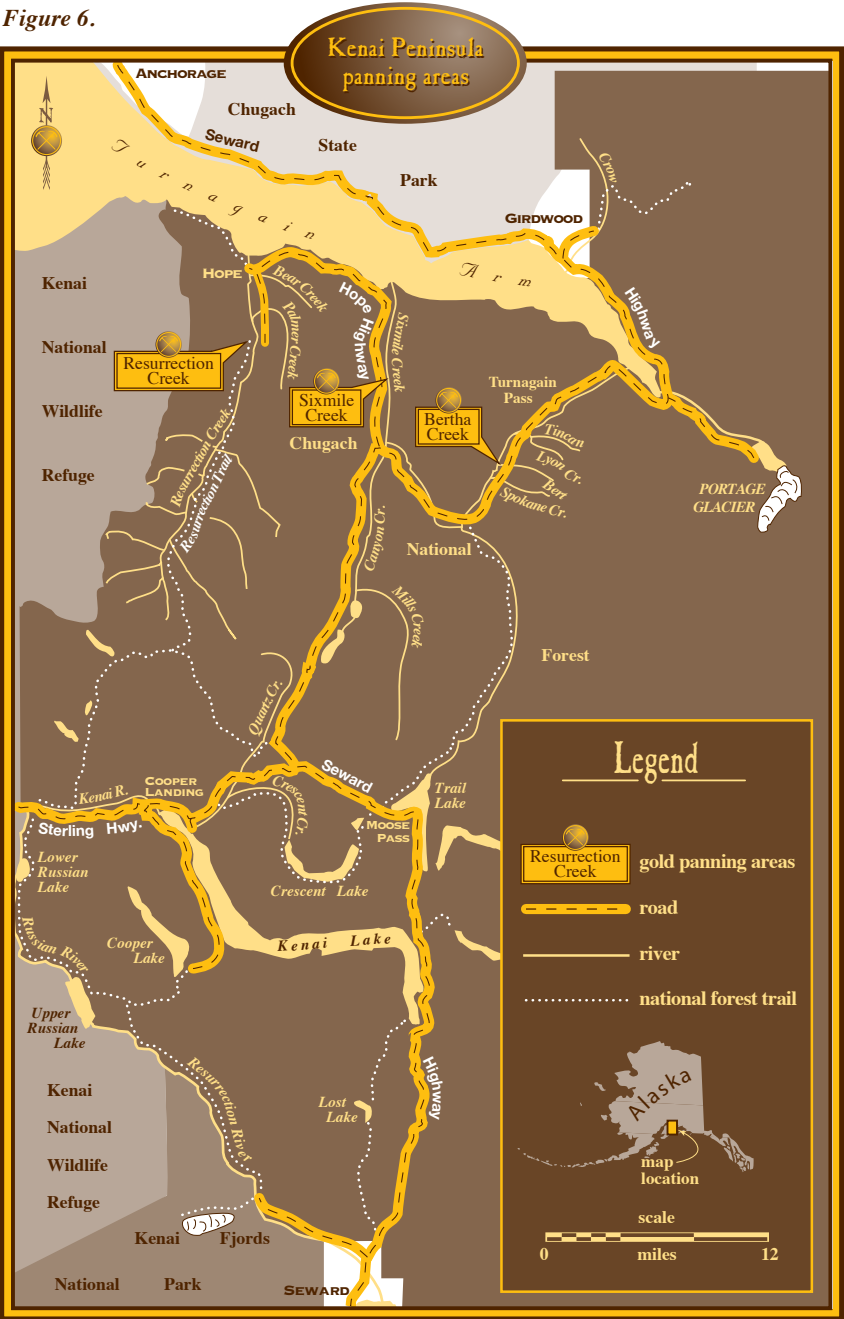 Figure 6.
Kenai Peninsula
panning areas
ANCHORAGE
Chugach
State
Park
Seward
N
Turnagain
Arm
Crow
GIRDWOOD
Highway
Kenai
National
Wildlife
Refuge
HOPE
Bear Creek
Palmer Creek
Hope
Highway
Sixmile Creek
Resurrection
Creek
Sixmile
Creek
Bertha
Creek
Turnagain
Pass
Tincan
Lyon Cr.
Bert
Spokane Cr.
PORTAGE
GLACIER
Chugach
National
Forest
Resurrection Creek
Resurrection Trail
Canyon Cr.
Mills Creek
Quartz Cr.
Kenai R.
COOPER
LANDING
Sterling Hwy.
Seward
Crescent Cr.
Trail
Lake
MOOSE
PASS
Lower
Russian
Lake
Crescent Lake
Russian River
Cooper
Lake
Kenai Lake
Upper
Russian
Lake
Resurrection River
Lost
Lake
Highway
Kenai
National
Wildlife
Refuge
Kenai Fjords
National Park
SEWARD
Legend
Resurrection
Creek
gold panning areas
road
river
national forest trail
Alaska
map
location
scale
0 miles 12